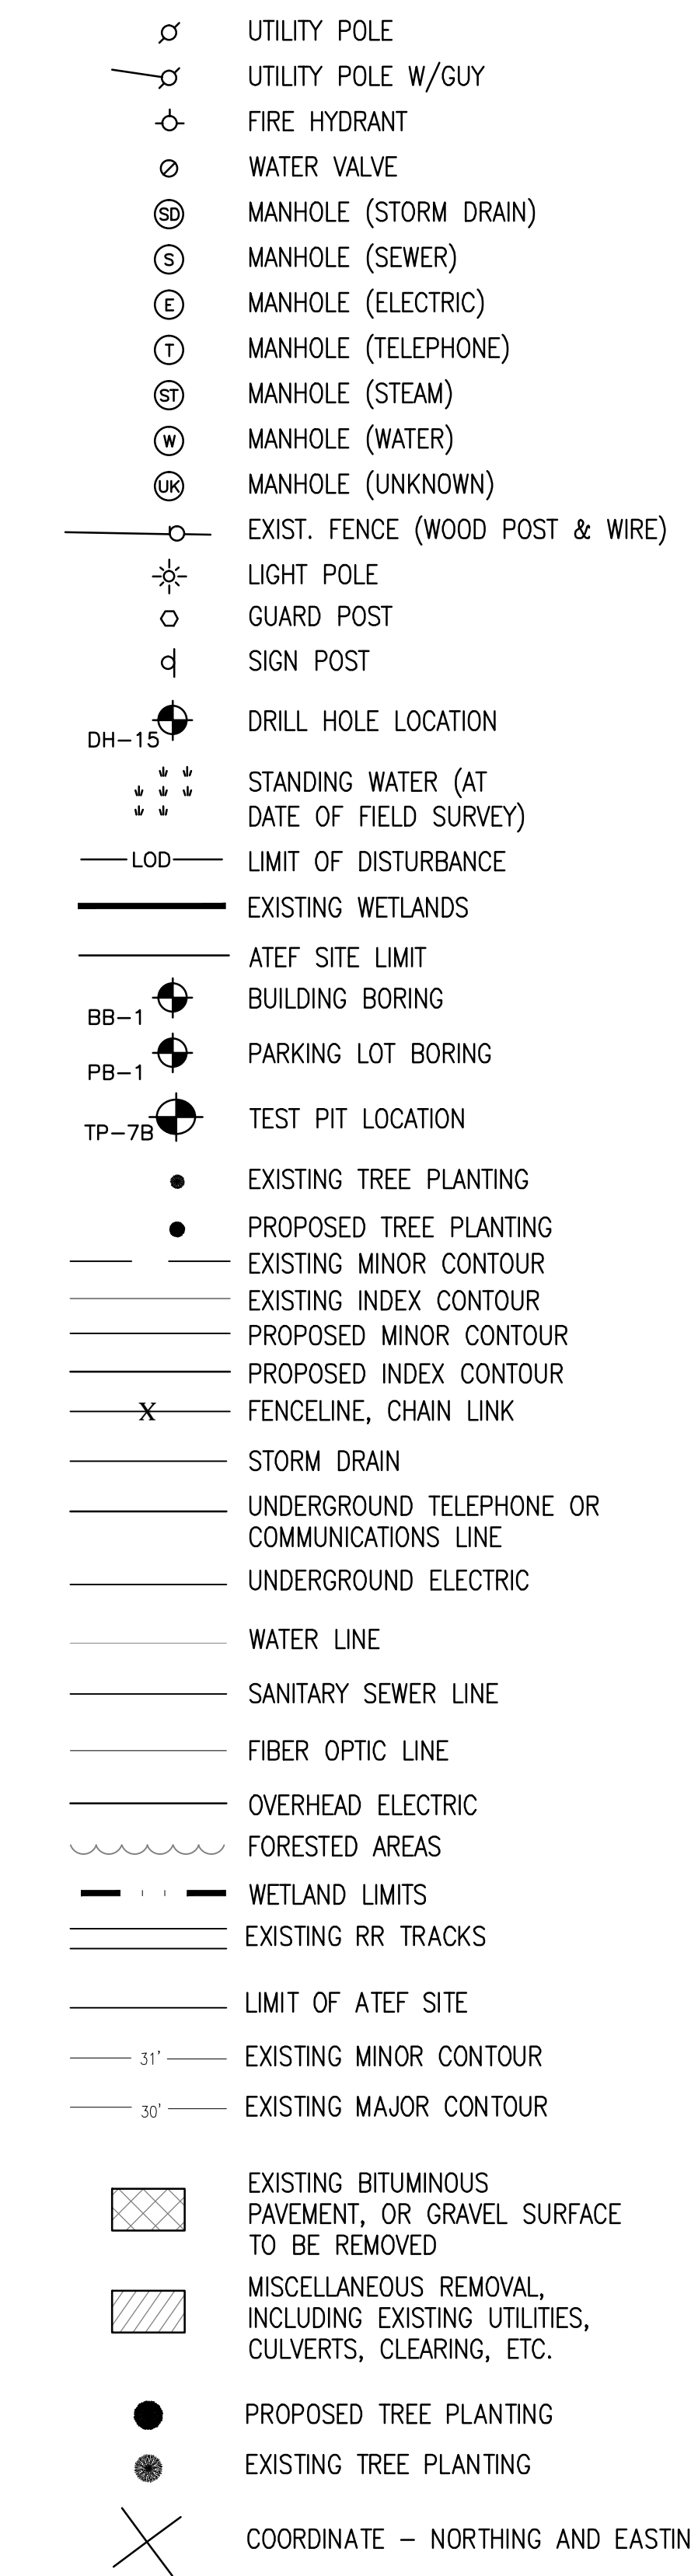 UTILITY POLE
UTILITY POLE W/GUY
FIRE HYDRANT
WATER VALVE
SD MANHOLE (STORM DRAIN)
S MANHOLE (SEWER)
E MANHOLE (ELECTRIC)
T MANHOLE (TELEPHONE)
ST MANHOLE (STEAM)
W MANHOLE (WATER)
UK MANHOLE (UNKNOWN)
EXIST. FENCE (WOOD POST & WIRE)
LIGHT POLE
GUARD POST
SIGN POST
DRILL HOLE LOCATION
DH-15
STANDING WATER (AT
DATE OF FIELD SURVEY)
LOD LIMIT OF DISTURBANCE
EXISTING WETLANDS
ATEF SITE LIMIT
BUILDING BORING
BB-1
PARKING LOT BORING
PB-1
TEST PIT LOCATION
TP-7B
EXISTING TREE PLANTING
PROPOSED TREE PLANTING
EXISTING MINOR CONTOUR
EXISTING INDEX CONTOUR
PROPOSED MINOR CONTOUR
PROPOSED INDEX CONTOUR
X FENCELINE, CHAIN LINK
STORM DRAIN
UNDERGROUND TELEPHONE OR
COMMUNICATIONS LINE
UNDERGROUND ELECTRIC
WATER LINE
SANITARY SEWER LINE
FIBER OPTIC LINE
OVERHEAD ELECTRIC
FORESTED AREAS
WETLAND LIMITS
EXISTING RR TRACKS
LIMIT OF ATEF SITE
31' EXISTING MINOR CONTOUR
30' EXISTING MAJOR CONTOUR
EXISTING BITUMINOUS
PAVEMENT, OR GRAVEL SURFACE
TO BE REMOVED
MISCELLANEOUS REMOVAL,
INCLUDING EXISTING UTILITIES,
CULVERTS, CLEARING, ETC.
PROPOSED TREE PLANTING
EXISTING TREE PLANTING
COORDINATE - NORTHING AND EASTIN